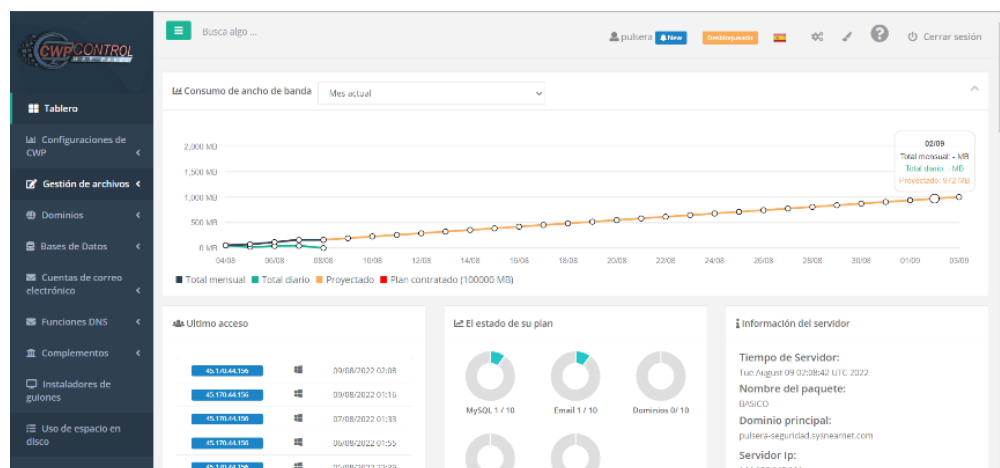 CWPCONTROL
Busca algo ...
pulsera
New
Desbloqueado
Cerrar sesión
Tablero
Configuraciones de
CWP
Gestión de archivos
Dominios
Bases de Datos
Cuentas de correo
electrónico
Funciones DNS
Complementos
Instaladores de
guiones
Uso de espacio en
disco
Consumo de ancho de banda
Mes actual
2,000 MB
1,500 MB
1,000 MB
500 MB
0 MB
02/09
Total mensual: - MB
Total diario: - MB
Proyectado: 972 MB
04/08 06/08 08/08 10/08 12/08 14/08 16/08 18/08 20/08 22/08 24/08 26/08 28/08 30/08 01/09 03/09
Total mensual Total diario Proyectado Plan contratado (100000 MB)
Ultimo acceso
45.170.44.156 09/08/2022 02:08
45.170.44.156 09/08/2022 01:16
45.170.44.156 07/08/2022 01:33
45.170.44.156 06/08/2022 01:55
45.170.44.156
El estado de su plan
MySQL 1 / 10 Email 1 / 10 Dominios 0/ 10
Información del servidor
Tiempo de Servidor:
Tue August 09 02:08:42 UTC 2022
Nombre del paquete:
BASICO
Dominio principal:
pulsera-seguridad.sysnearnet.com
Servidor Ip: